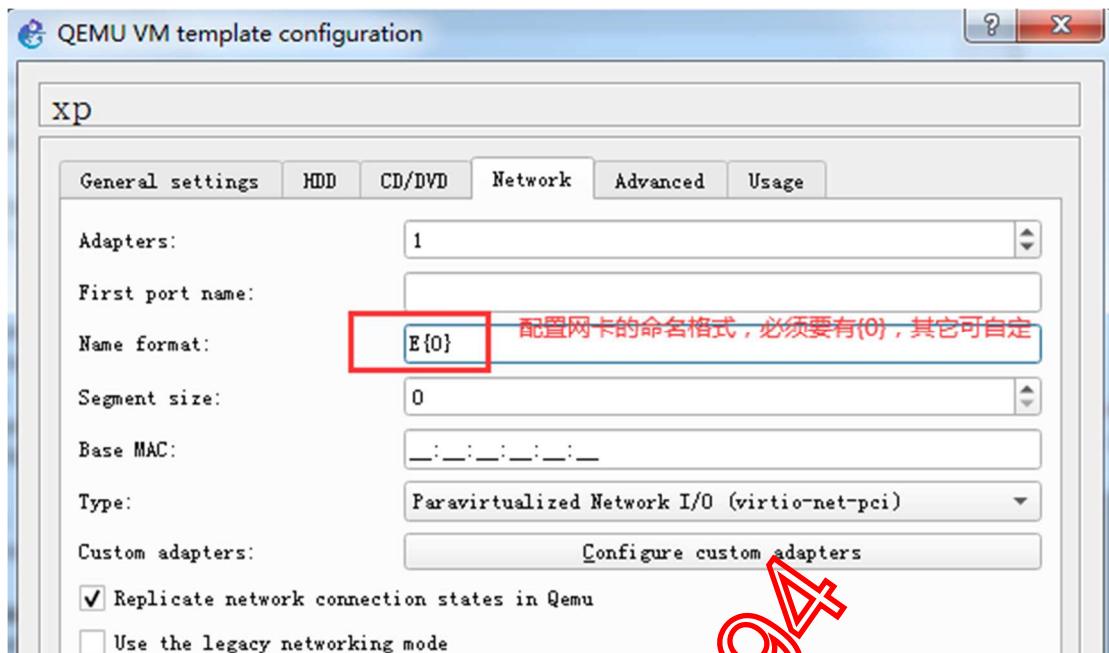 QEMU VM template configuration
xp
General settings HDD CD/DVD Network Advanced Usage
Adapters: 1
First port name:
Name format: E{0} 配置网卡的命名格式，必须要有{0}，其它可自定
Segment size: 0
Base MAC: __:__:__:__:__:__
Type: Paravirtualized Network I/O (virtio-net-pci)
Custom adapters: Configure custom adapters
Replicate network connection states in Qemu
Use the legacy networking mode
94